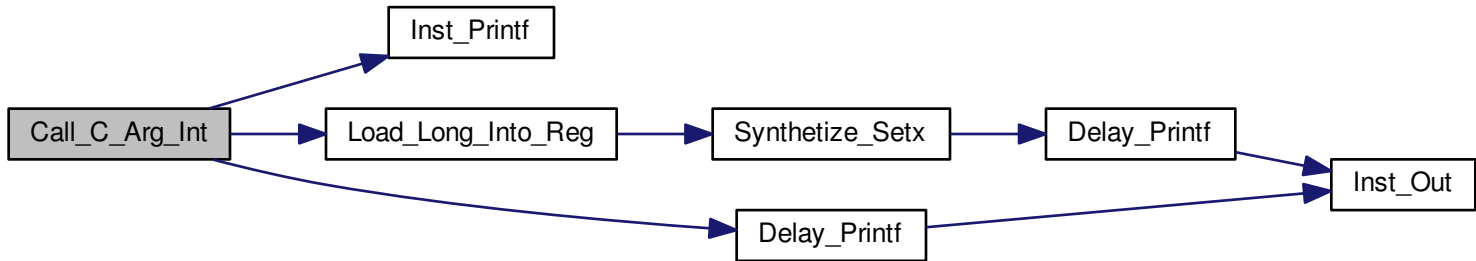 Inst_Printf
Call_C_Arg_Int
Load_Long_Into_Reg
Synthetize_Setx
Delay_Printf
Inst_Out
Delay_Printf